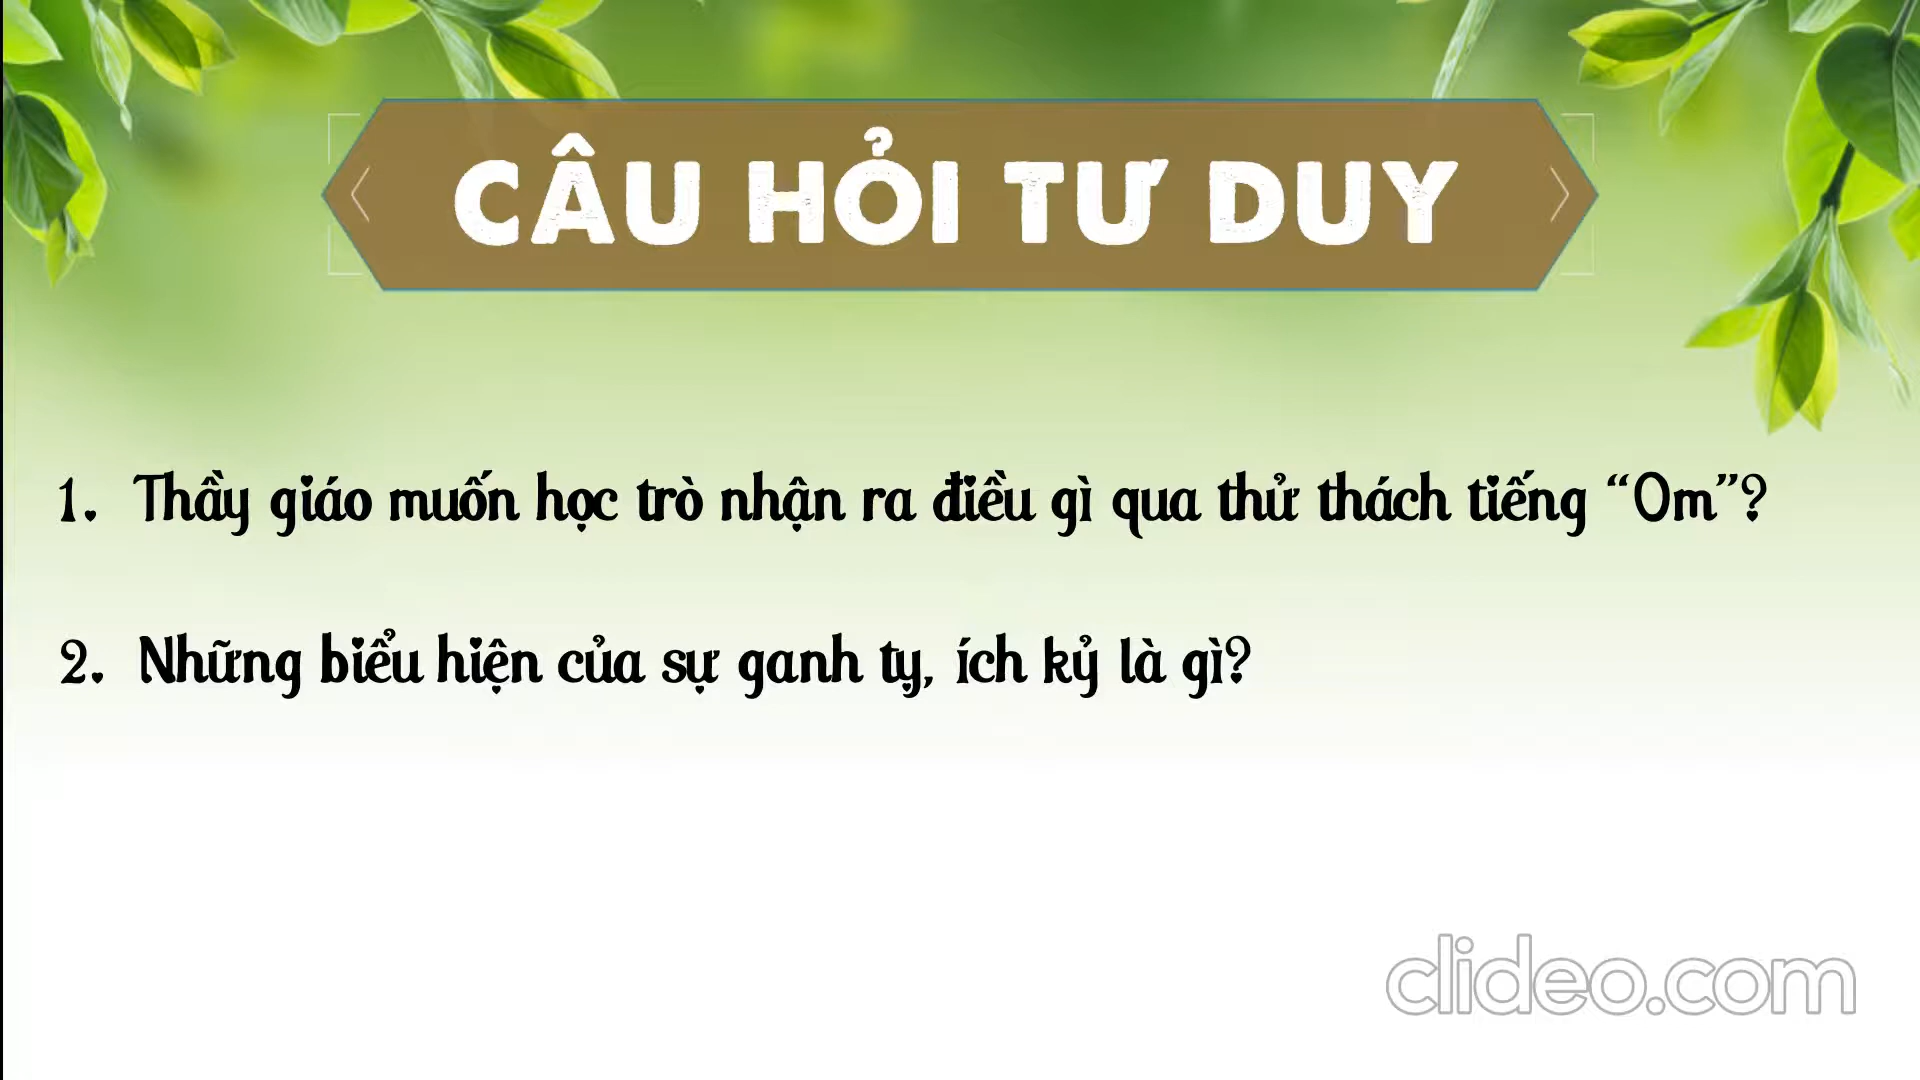 CÂU HỎI TƯ DUY
1. Thầy giáo muốn học trò nhận ra điều gì qua thử thách tiếng “Om”?
2. Những biểu hiện của sự ganh tỵ, ích kỷ là gì?
clideo.com